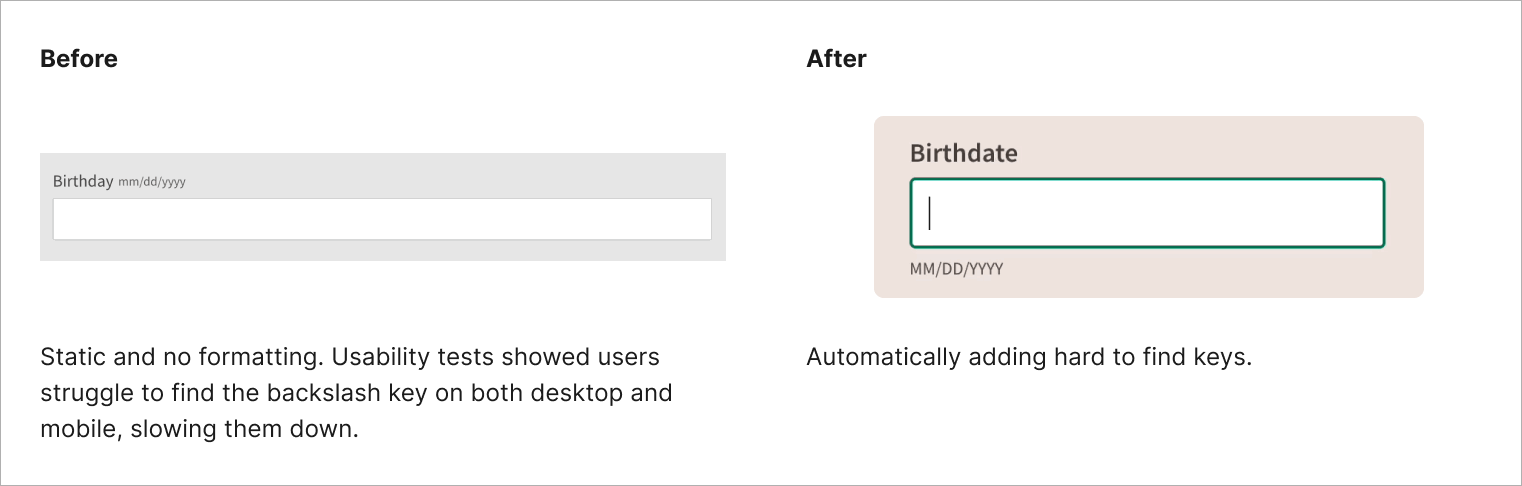 Before
Birthday mm/dd/yyyy
Static and no formatting. Usability tests showed users
struggle to find the backslash key on both desktop and
mobile, slowing them down.
After
Birthdate
MM/DD/YYYY
Automatically adding hard to find keys.